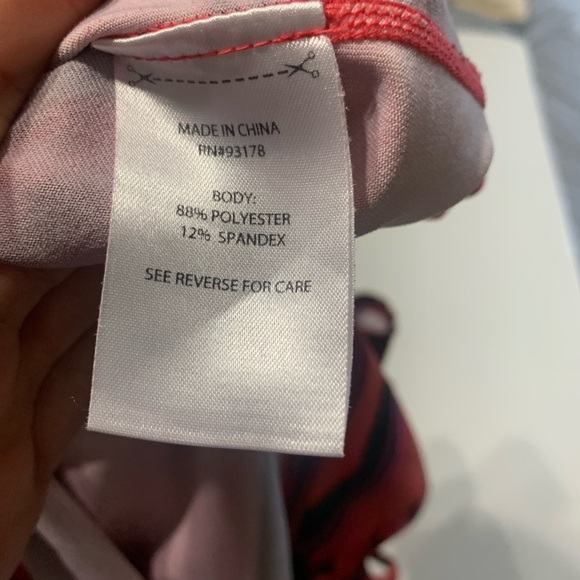 MADE IN CHINA
RN#93178
BODY:
88% POLYESTER
12% SPANDEX
SEE REVERSE FOR CARE